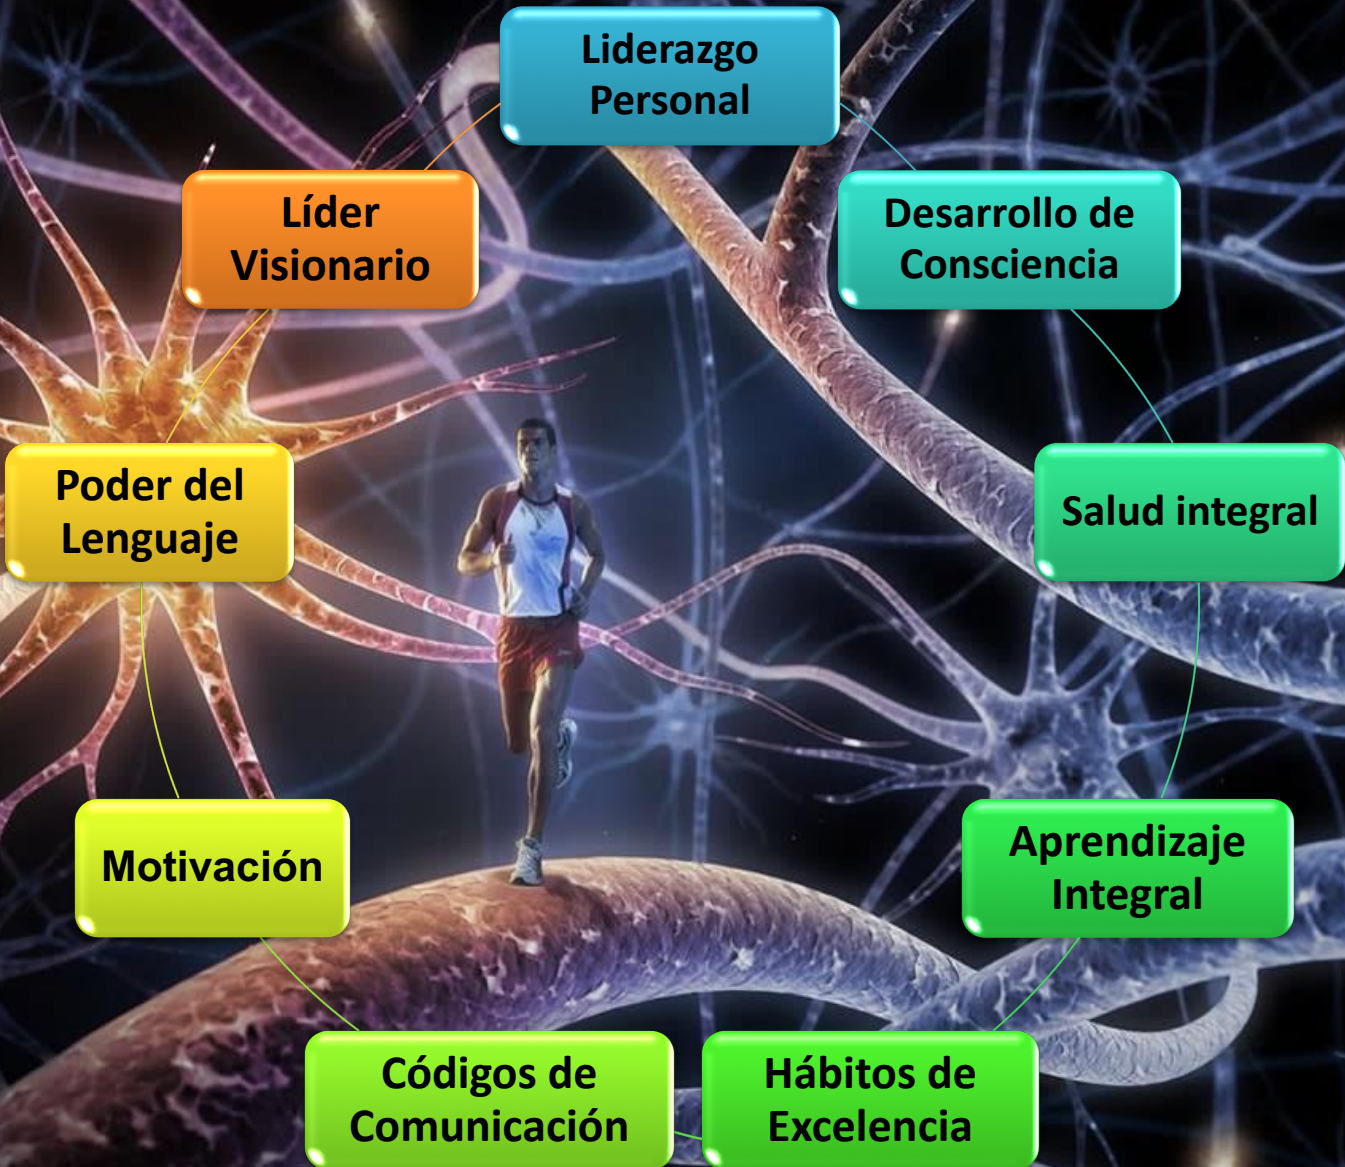 Liderazgo
Personal
Desarrollo de
Consciencia
Salud integral
Aprendizaje
Integral
Hábitos de
Excelencia
Códigos de
Comunicación
Motivación
Poder del
Lenguaje
Líder
Visionario